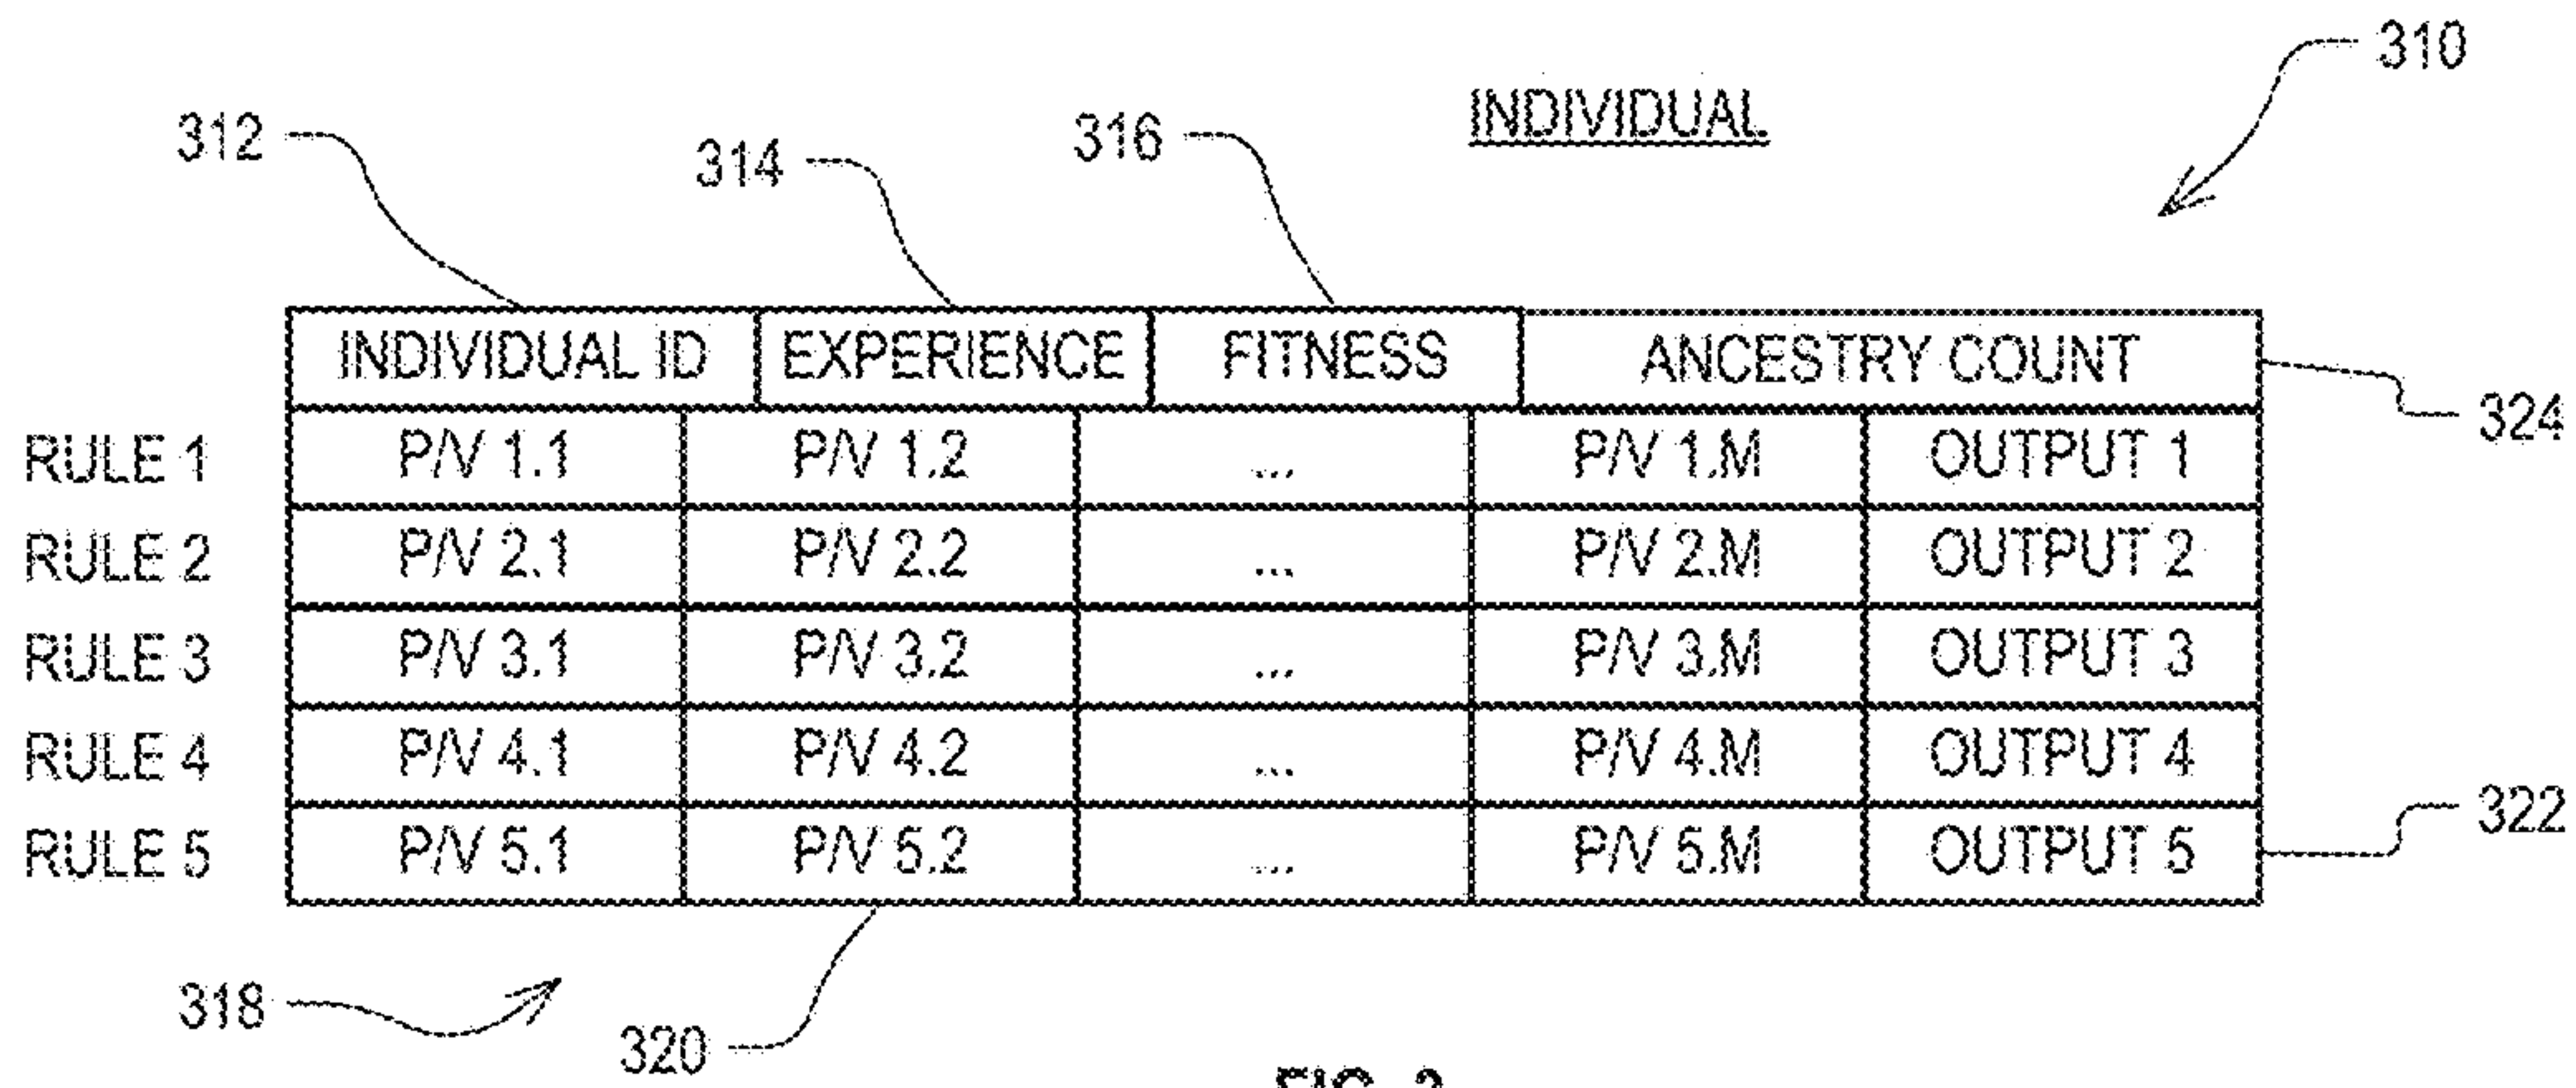 310
INDIVIDUAL
312
314
316
INDIVIDUAL ID EXPERIENCE FITNESS ANCESTRY COUNT
324
RULE 1 P/V 1.1 P/V 1.2 ... P/V 1.M OUTPUT 1
RULE 2 P/V 2.1 P/V 2.2 ... P/V 2.M OUTPUT 2
RULE 3 P/V 3.1 P/V 3.2 ... P/V 3.M OUTPUT 3
RULE 4 P/V 4.1 P/V 4.2 ... P/V 4.M OUTPUT 4
322
RULE 5 P/V 5.1 P/V 5.2 ... P/V 5.M OUTPUT 5
318
320